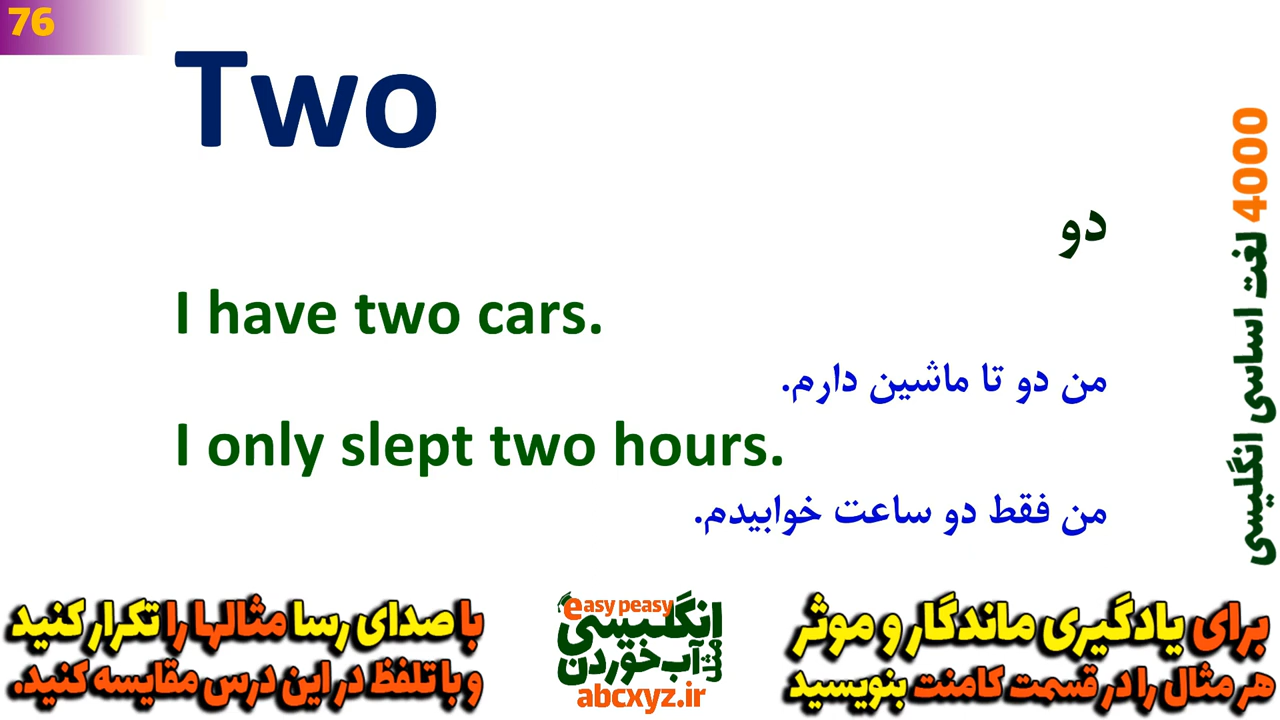 76
Two
دو
I have two cars.
من دو تا ماشین دارم.
I only slept two hours.
من فقط دو ساعت خوابیدم.
4000 لغت اساسی انگلیسی
برای یادگیری ماندگار و موثر
هر مثال را در قسمت کامنت بنویسید
easy peasy
انگلیسی
مثل آب خوردن
abcxyz.ir
با صدای رسا مثالها را تکرار کنید
و با تلفظ در این درس مقایسه کنید.